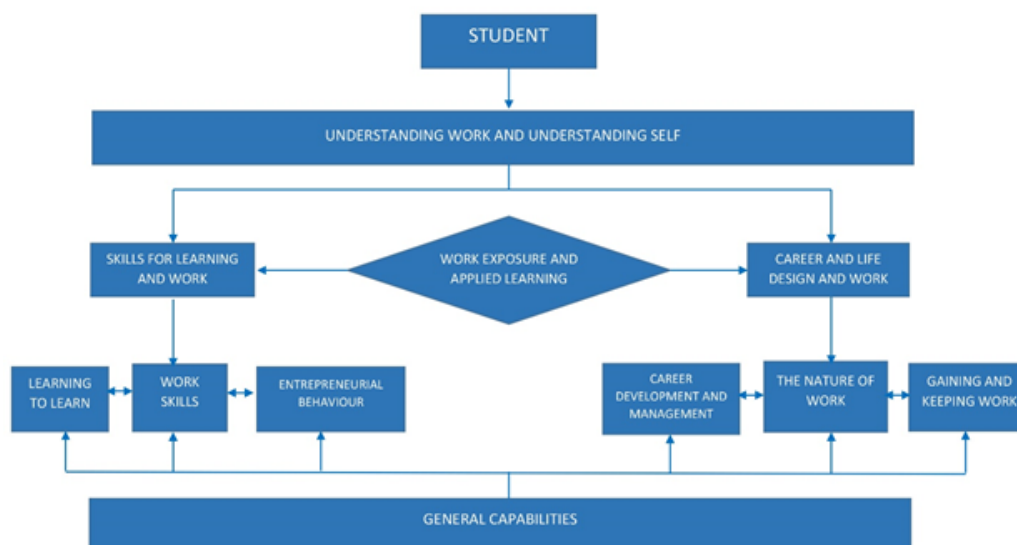 STUDENT
UNDERSTANDING WORK AND UNDERSTANDING SELF
SKILLS FOR LEARNING
AND WORK
WORK EXPOSURE AND
APPLIED LEARNING
CAREER AND LIFE
DESIGN AND WORK
LEARNING
TO LEARN
WORK
SKILLS
ENTREPRENEURIAL
BEHAVIOUR
CAREER
DEVELOPMENT AND
MANAGEMENT
THE NATURE OF
WORK
GAINING AND
KEEPING WORK
GENERAL CAPABILITIES